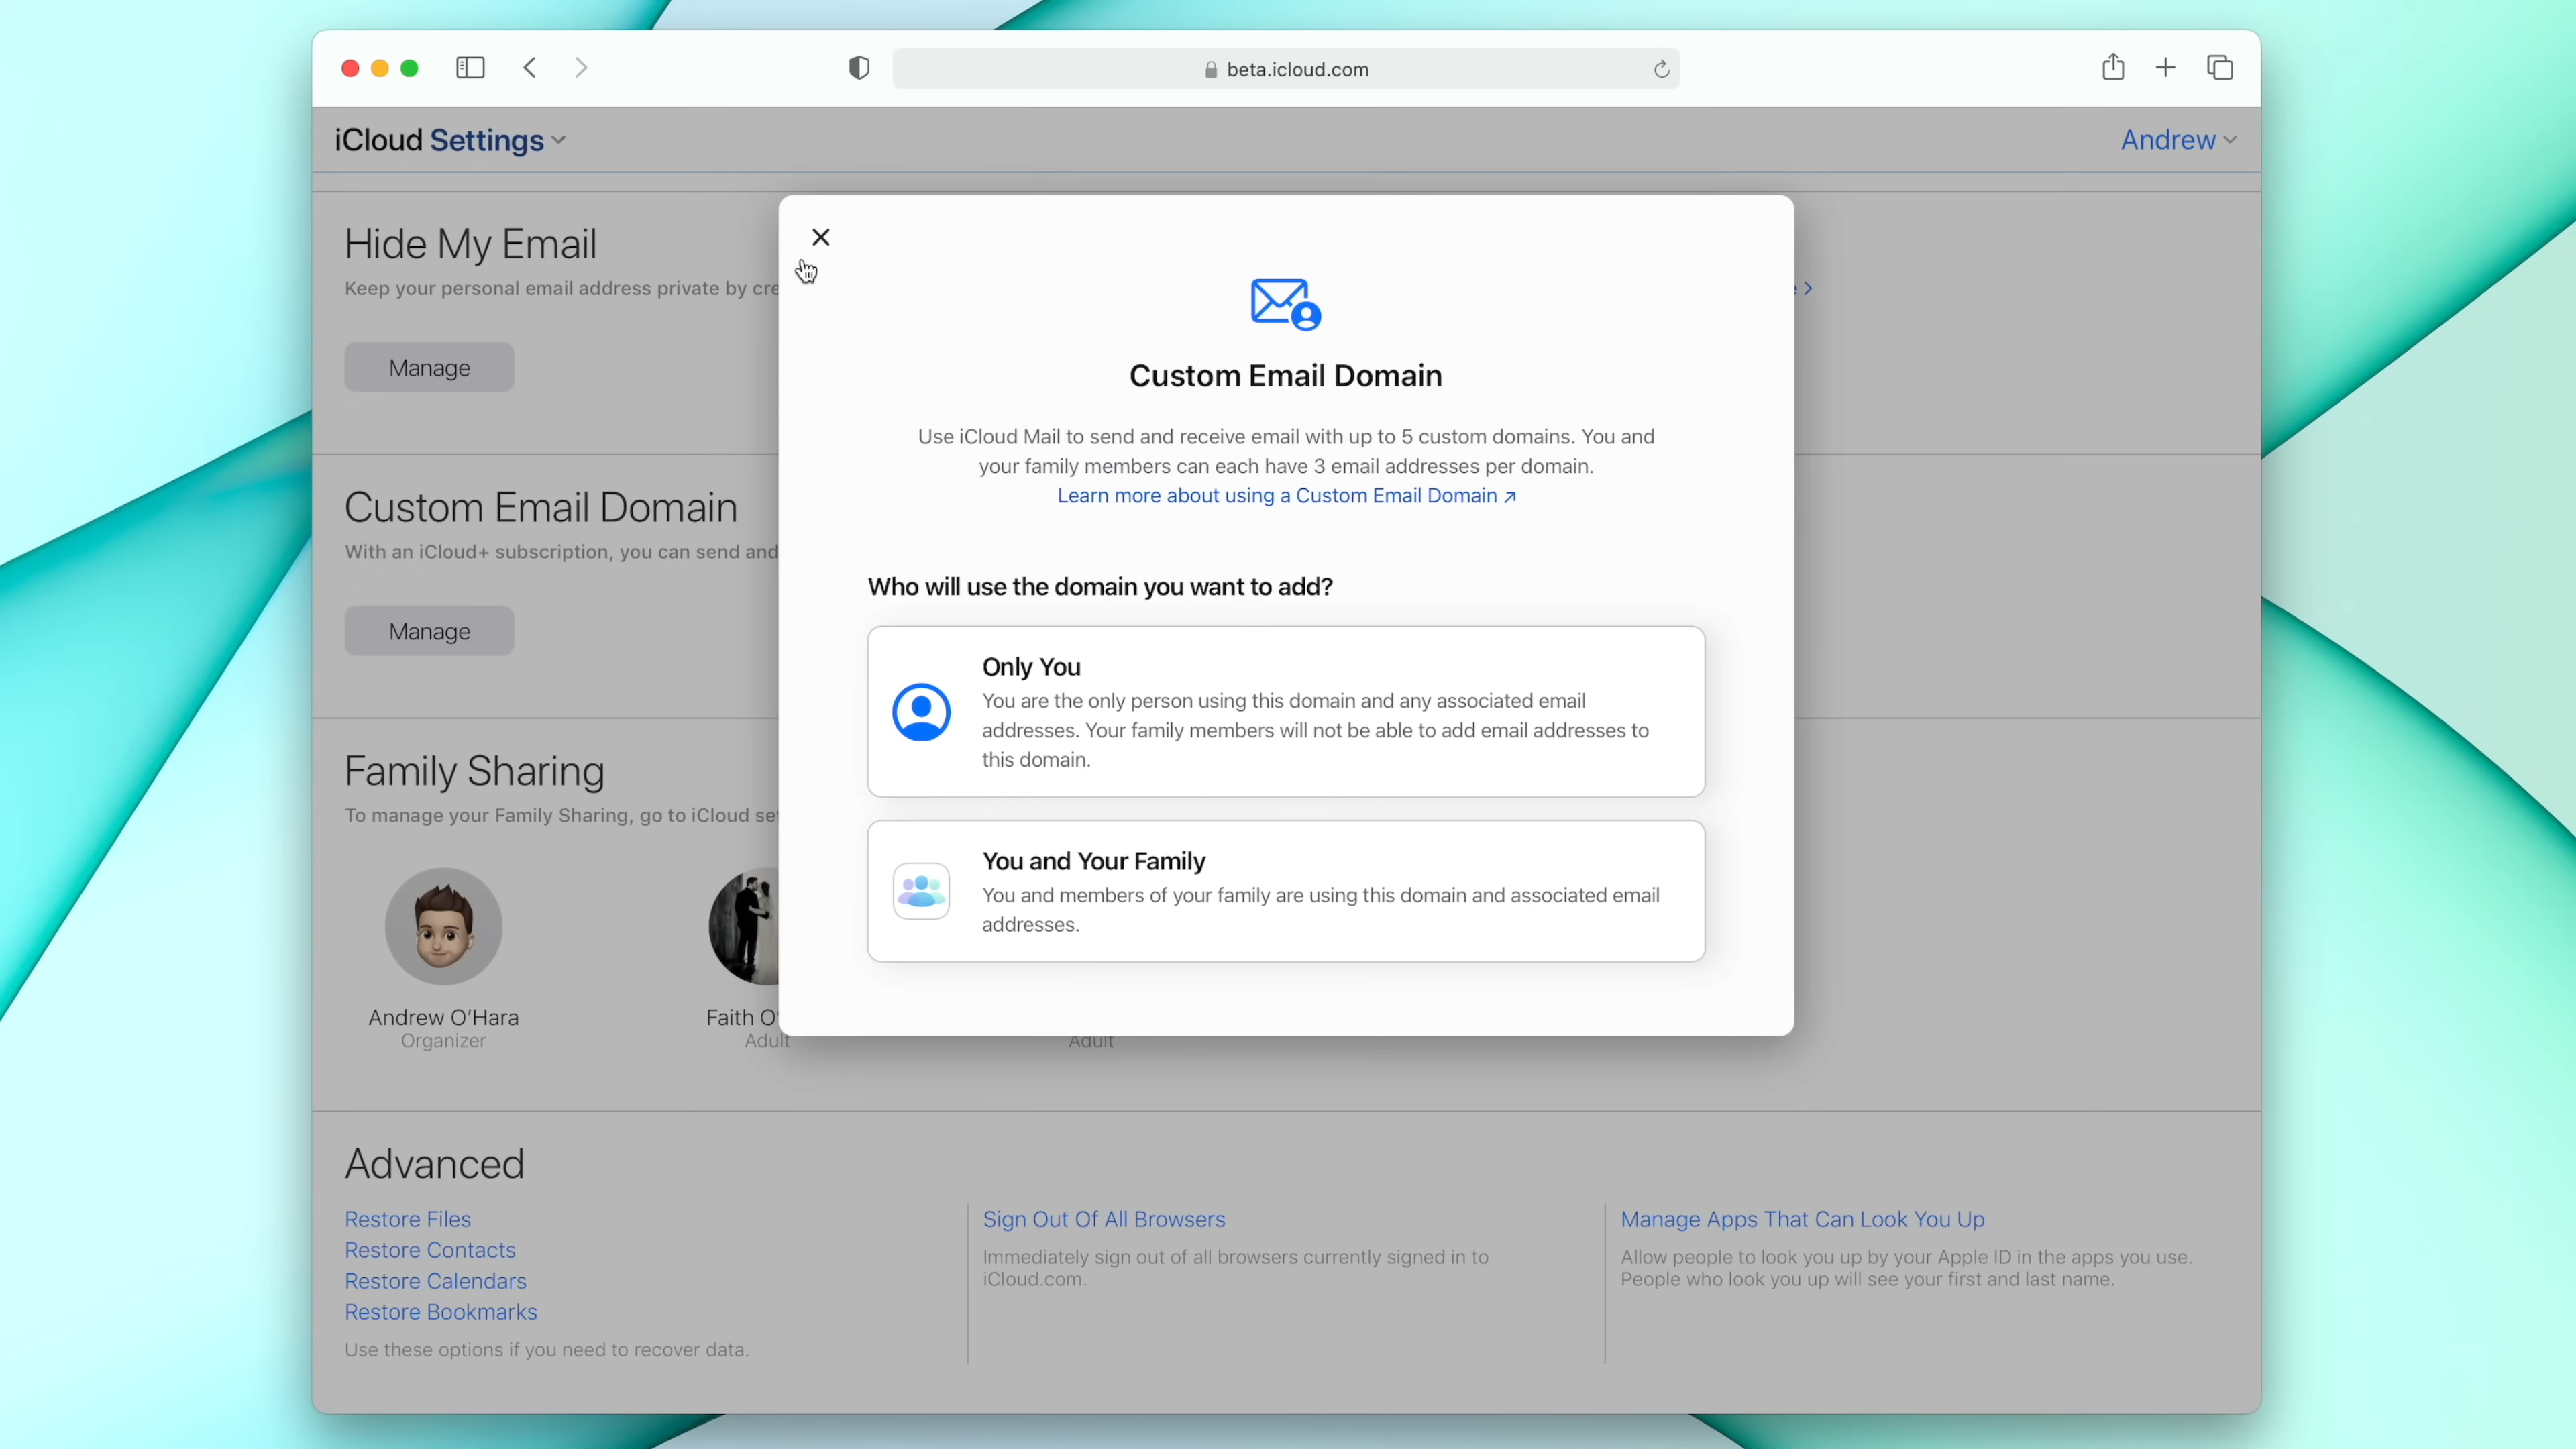 beta.icloud.com
iCloud Settings
Andrew
Hide My Email
Keep your personal email address private by
Manage
Custom Email Domain
With an iCloud+ subscription, you can send and
Manage
Family Sharing
To manage your Family Sharing, go to iCloud
Andrew O'Hara
Organizer
Faith
Adult
Adult
Custom Email Domain
Use iCloud Mail to send and receive email with up to 5 custom domains. You and
your family members can each have 3 email addresses per domain.
Learn more about using a Custom Email Domain ↗
Who will use the domain you want to add?
Only You
You are the only person using this domain and any associated email
addresses. Your family members will not be able to add email addresses to
this domain.
You and Your Family
You and members of your family are using this domain and associated email
addresses.
Advanced
Restore Files
Restore Contacts
Restore Calendars
Restore Bookmarks
Use these options if you need to recover data.
Sign Out Of All Browsers
Immediately sign out of all browsers currently signed in to
iCloud.com.
Manage Apps That Can Look You Up
Allow people to look you up by your Apple ID in the apps you use.
People who look you up will see your first and last name.